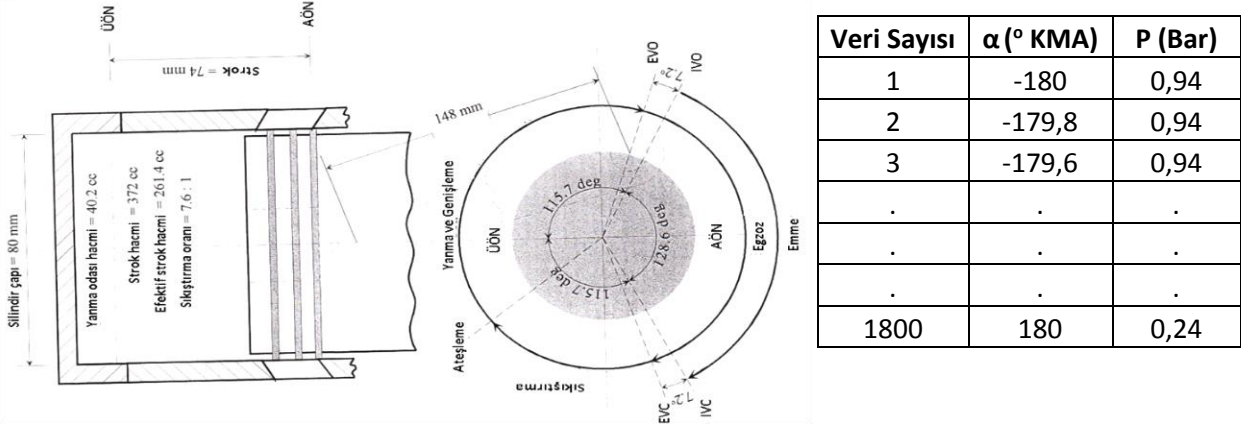 ÜÖN
AÖN
Strok = 74 mm
Silindir çapı = 80 mm
Yanma odası hacmi = 40.2 cc
Strok hacmi = 372 cc
Efektif strok hacmi = 261.4 cc
Sıkıştırma oranı = 7.6 : 1
148 mm
EVO
IVO
7.2°
Yanma ve Genişleme
ÜÖN
115.7 deg
128.6 deg
115.7 deg
AÖN
Egzoz
Emme
Ateşleme
Sıkıştırma
EVC
IVC
7.2°
Veri Sayısı α (° KMA) P (Bar)
1 -180 0,94
2 -179,8 0,94
3 -179,6 0,94
. . .
. . .
. . .
1800 180 0,24